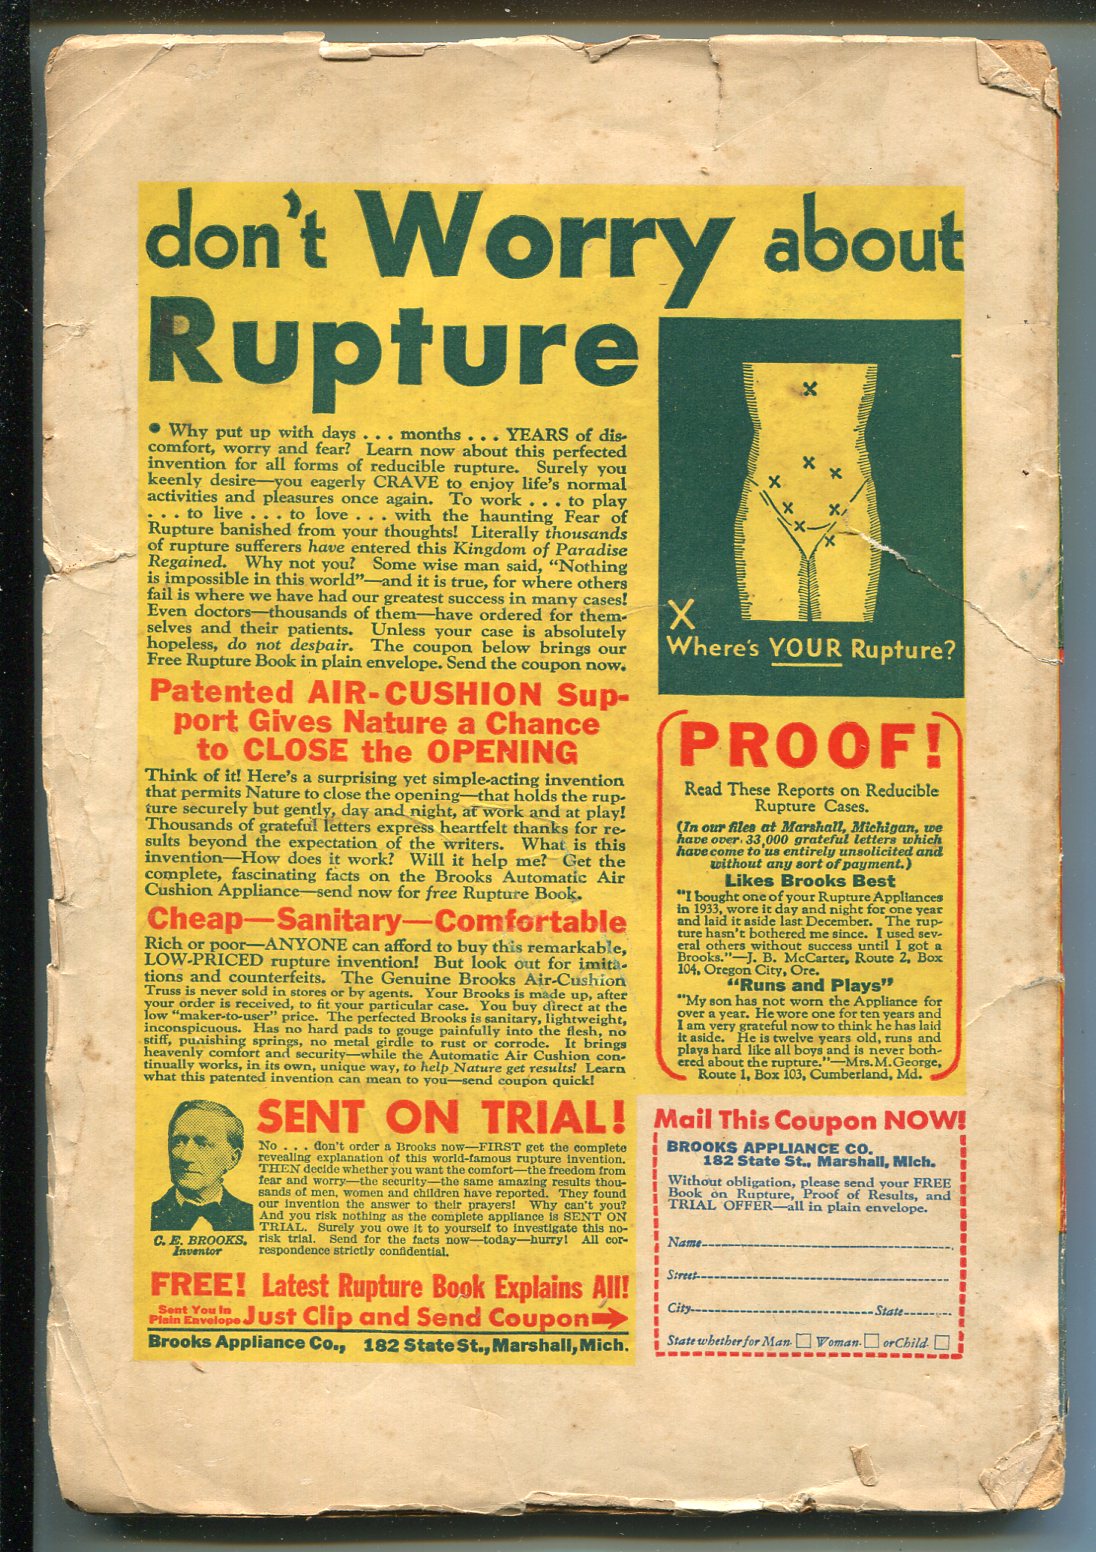 don't Worry about
Rupture
• Why put up with days . . . months . . . YEARS of dis-
comfort, worry and fear? Learn now about this perfected
invention for all forms of reducible rupture. Surely you
keenly desire—you eagerly CRAVE to enjoy life's normal
activities and pleasures once again. To work . . . to play
. . . to live . . . to love . . . with the haunting Fear of
Rupture banished from your thoughts! Literally thousands
of rupture sufferers have entered this Kingdom of Paradise
Regained. Why not you? Some wise man said, "Nothing
is impossible in this world"—and it is true, for where others
fail is where we have had our greatest success in many cases!
Even doctors—thousands of them—have ordered for them-
selves and their patients. Unless your case is absolutely
hopeless, do not despair. The coupon below brings our
Free Rupture Book in plain envelope. Send the coupon now.
Patented AIR-CUSHION Sup-
port Gives Nature a Chance
to CLOSE the OPENING
Think of it! Here's a surprising yet simple-acting invention
that permits Nature to close the opening—that holds the rup-
ture securely but gently, day and night, at work and at play!
Thousands of grateful letters express heartfelt thanks for re-
sults beyond the expectation of the writers. What is this
invention—How does it work? Will it help me? Get the
complete, fascinating facts on the Brooks Automatic Air
Cushion Appliance—send now for free Rupture Book.
Cheap—Sanitary—Comfortable
Rich or poor—ANYONE can afford to buy this remarkable,
LOW-PRICED rupture invention! But look out for imita-
tions and counterfeits. The Genuine Brooks Air-Cushion
Truss is never sold in stores or by agents. Your Brooks is made up, after
your order is received, to fit your particular case. You buy direct at the
low "maker-to-user" price. The perfected Brooks is sanitary, lightweight,
inconspicuous. Has no hard pads to gouge painfully into the flesh, no
stiff, punishing springs, no metal girdle to rust or corrode. It brings
heavenly comfort and security—while the Automatic Air Cushion con-
tinually works, in its own, unique way, to help Nature get results! Learn
what this patented invention can mean to you—send coupon quick!
C. E. BROOKS,
Inventor
SENT ON TRIAL!
No . . . don't order a Brooks now—FIRST get the complete
revealing explanation of this world-famous rupture invention.
THEN decide whether you want the comfort—the freedom from
fear and worry—the security—the same amazing results thou-
sands of men, women and children have reported. They found
our invention the answer to their prayers! Why can't you?
And you risk nothing as the complete appliance is SENT ON
TRIAL. Surely you owe it to yourself to investigate this no-
risk trial. Send for the facts now—today—hurry! All cor-
respondence strictly confidential.
FREE! Latest Rupture Book Explains All!
Sent You in
Plain Envelope
Just Clip and Send Coupon
Brooks Appliance Co., 182 State St., Marshall, Mich.
x
x
x
x
x
x
x
x
X
Where's YOUR Rupture?
PROOF!
Read These Reports on Reducible
Rupture Cases.
(In our files at Marshall, Michigan, we
have over 33,000 grateful letters which
have come to us entirely unsolicited and
without any sort of payment.)
Likes Brooks Best
"I bought one of your Rupture Appliances
in 1933, wore it day and night for one year
and laid it aside last December. The rup-
ture hasn't bothered me since. I used sev-
eral others without success until I got a
Brooks."—J. B. McCarter, Route 2, Box
104, Oregon City, Ore.
"Runs and Plays"
"My son has not worn the Appliance for
over a year. He wore one for ten years and
I am very grateful now to think he has laid
it aside. He is twelve years old, runs and
plays hard like all boys and is never both-
ered about the rupture."—Mrs. M. George,
Route 1, Box 103, Cumberland, Md.
Mail This Coupon NOW!
BROOKS APPLIANCE CO.
182 State St., Marshall, Mich.
Without obligation, please send your FREE
Book on Rupture, Proof of Results, and
TRIAL OFFER—all in plain envelope.
Name
Street
City State
State whether for Man Woman or Child